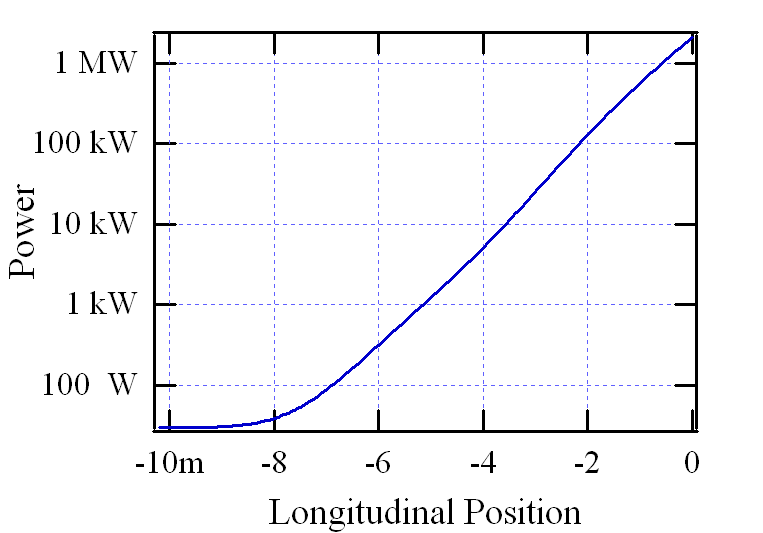 1 MW
100 kW
10 kW
1 kW
100 W
Power
-10m -8 -6 -4 -2 0
Longitudinal Position